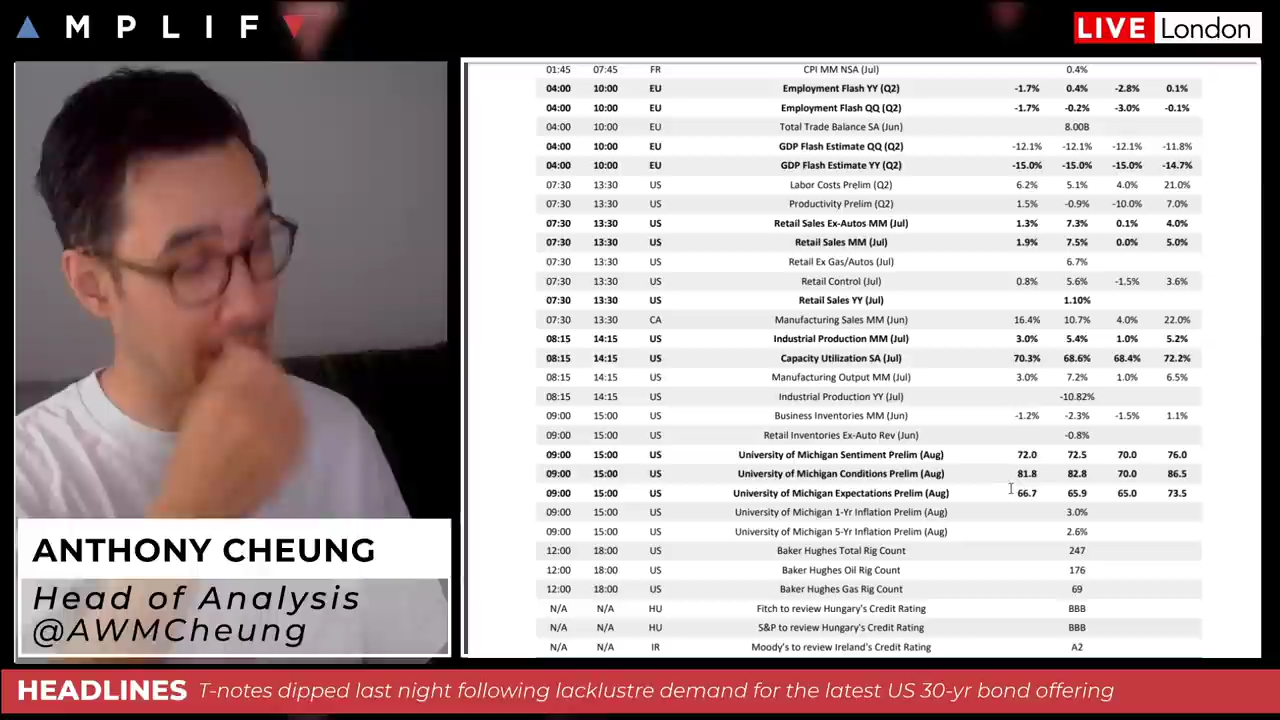 AMPLIFY
LIVE London
01:45 07:45 FR CPI MM NSA (Jul) 0.4%
04:00 10:00 EU Employment Flash YY (Q2) -1.7% 0.4% -2.8% 0.1%
04:00 10:00 EU Employment Flash QQ (Q2) -1.7% -0.2% -3.0% -0.1%
04:00 10:00 EU Total Trade Balance SA (Jun) 8.00B
04:00 10:00 EU GDP Flash Estimate QQ (Q2) -12.1% -12.1% -12.1% -11.8%
04:00 10:00 EU GDP Flash Estimate YY (Q2) -15.0% -15.0% -15.0% -14.7%
07:30 13:30 US Labor Costs Prelim (Q2) 6.2% 5.1% 4.0% 21.0%
07:30 13:30 US Productivity Prelim (Q2) 1.5% -0.9% -10.0% 7.0%
07:30 13:30 US Retail Sales Ex-Autos MM (Jul) 1.3% 7.3% 0.1% 4.0%
07:30 13:30 US Retail Sales MM (Jul) 1.9% 7.5% 0.0% 5.0%
07:30 13:30 US Retail Ex Gas/Autos (Jul) 6.7%
07:30 13:30 US Retail Control (Jul) 0.8% 5.6% -1.5% 3.6%
07:30 13:30 US Retail Sales YY (Jul) 1.10%
07:30 13:30 CA Manufacturing Sales MM (Jun) 16.4% 10.7% 4.0% 22.0%
08:15 14:15 US Industrial Production MM (Jul) 3.0% 5.4% 1.0% 5.2%
08:15 14:15 US Capacity Utilization SA (Jul) 70.3% 68.6% 68.4% 72.2%
08:15 14:15 US Manufacturing Output MM (Jul) 3.0% 7.2% 1.0% 6.5%
08:15 14:15 US Industrial Production YY (Jul) -10.82%
09:00 15:00 US Business Inventories MM (Jun) -1.2% -2.3% -1.5% 1.1%
09:00 15:00 US Retail Inventories Ex-Auto Rev (Jun) -0.8%
09:00 15:00 US University of Michigan Sentiment Prelim (Aug) 72.0 72.5 70.0 76.0
09:00 15:00 US University of Michigan Conditions Prelim (Aug) 81.8 82.8 70.0 86.5
09:00 15:00 US University of Michigan Expectations Prelim (Aug) 66.7 65.9 65.0 73.5
09:00 15:00 US University of Michigan 1-Yr Inflation Prelim (Aug) 3.0%
09:00 15:00 US University of Michigan 5-Yr Inflation Prelim (Aug) 2.6%
12:00 18:00 US Baker Hughes Total Rig Count 247
12:00 18:00 US Baker Hughes Oil Rig Count 176
12:00 18:00 US Baker Hughes Gas Rig Count 69
N/A N/A HU Fitch to review Hungary's Credit Rating BBB
N/A N/A HU S&P to review Hungary's Credit Rating BBB
N/A N/A IR Moody's to review Ireland's Credit Rating A2
ANTHONY CHEUNG
Head of Analysis
@AWMCheung
HEADLINES T-notes dipped last night following lacklustre demand for the latest US 30-yr bond offering